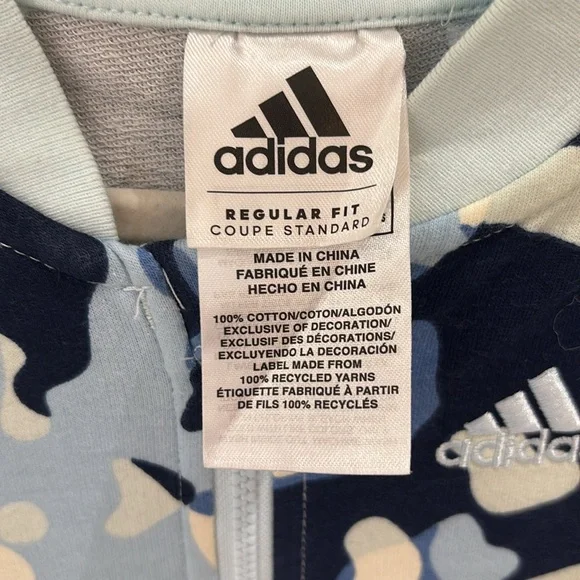 adidas
REGULAR FIT
COUPE STANDARD
MADE IN CHINA
FABRIQUÉ EN CHINE
HECHO EN CHINA
100% COTTON/COTON/ALGODÓN
EXCLUSIVE OF DECORATION/
EXCLUSIF DES DÉCORATIONS/
EXCLUYENDO LA DECORACIÓN
LABEL MADE FROM
100% RECYCLED YARNS
ÉTIQUETTE FABRIQUÉE À PARTIR
DE FILS 100% RECYCLÉS
adidas